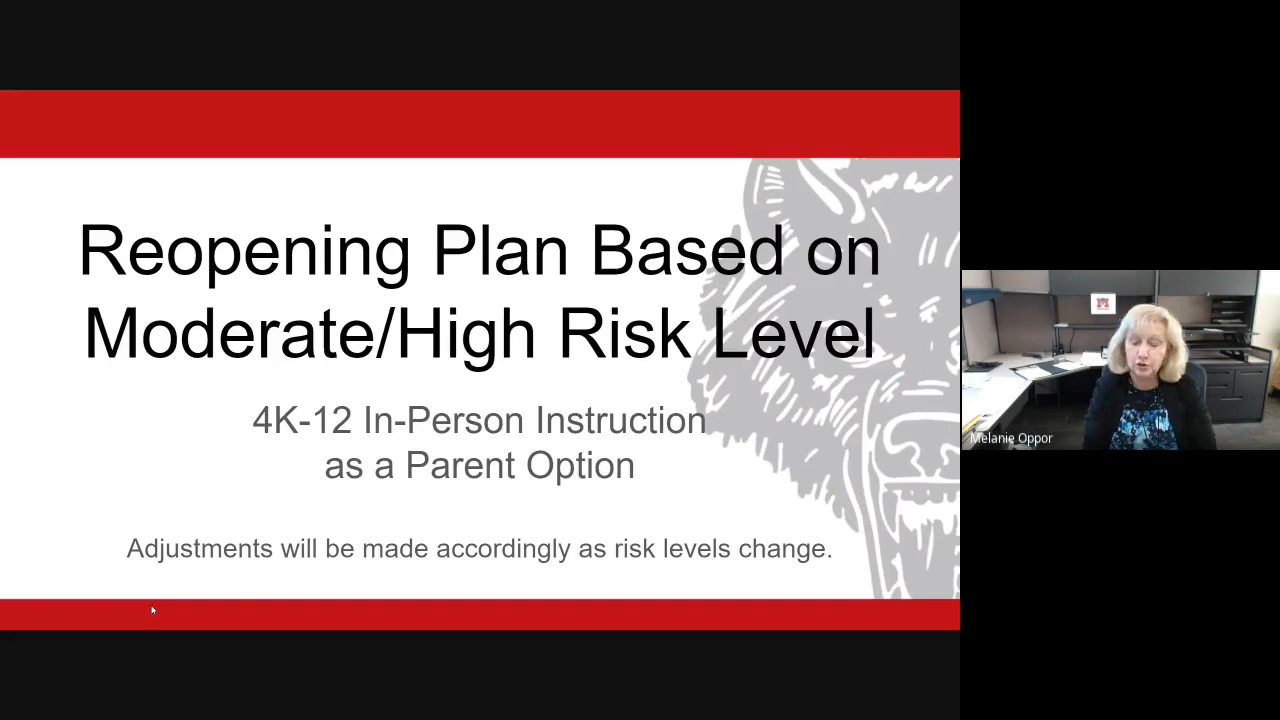 Reopening Plan Based on
Moderate/High Risk Level
4K-12 In-Person Instruction
as a Parent Option
Adjustments will be made accordingly as risk levels change.
Melanie Oppor